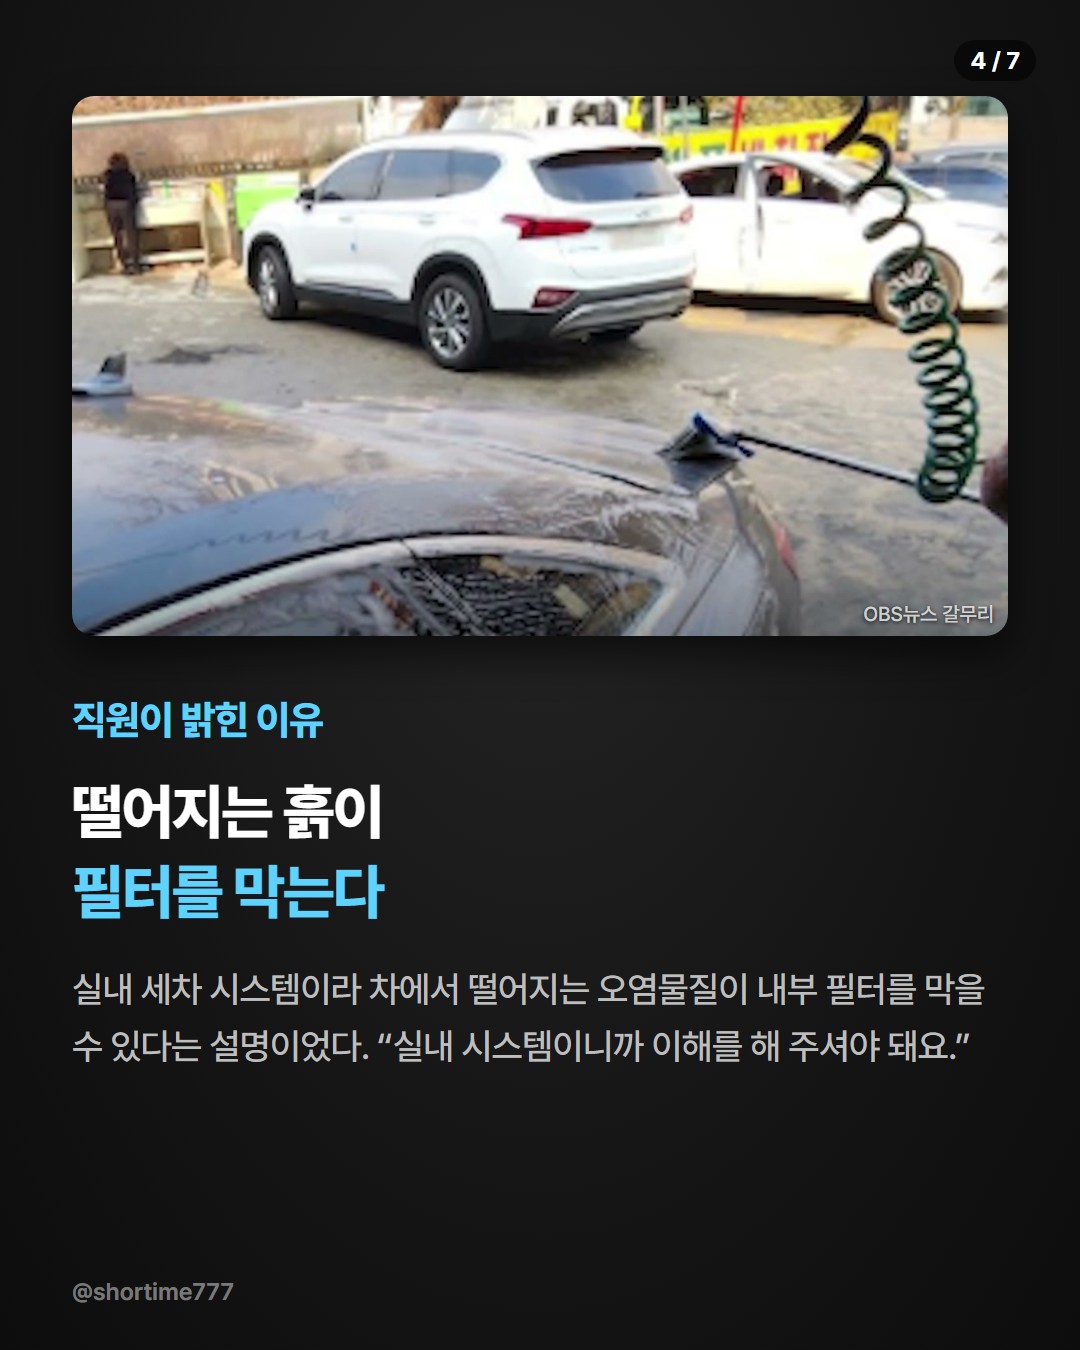 4 / 7
OBS뉴스 갈무리
직원이 밝힌 이유
떨어지는 흙이
필터를 막는다
실내 세차 시스템이라 차에서 떨어지는 오염물질이 내부 필터를 막을
수 있다는 설명이었다. “실내 시스템이니까 이해를 해 주셔야 돼요.”
@shortime777